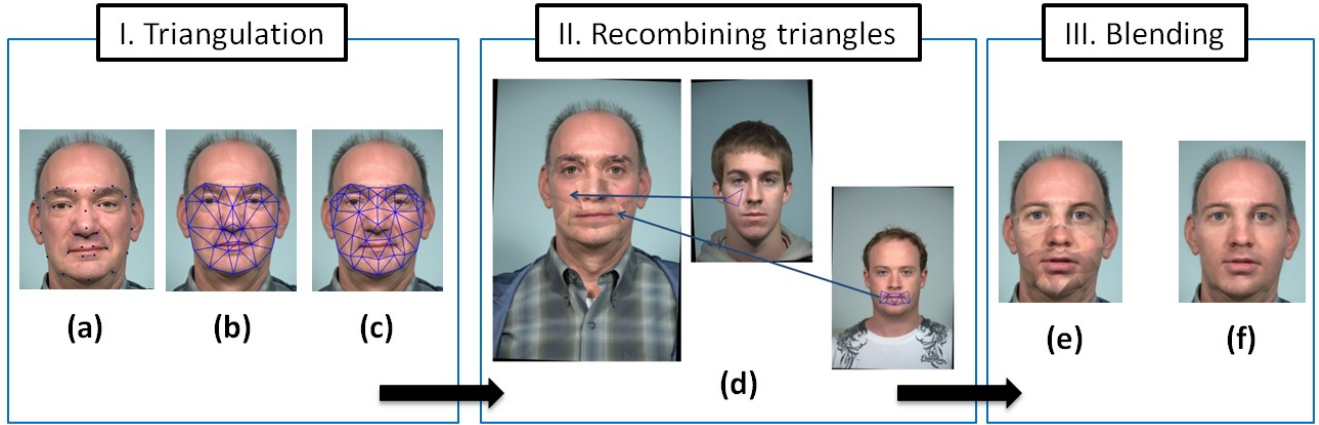 I. Triangulation
II. Recombining triangles
III. Blending
(a)
(b)
(c)
(d)
(e)
(f)